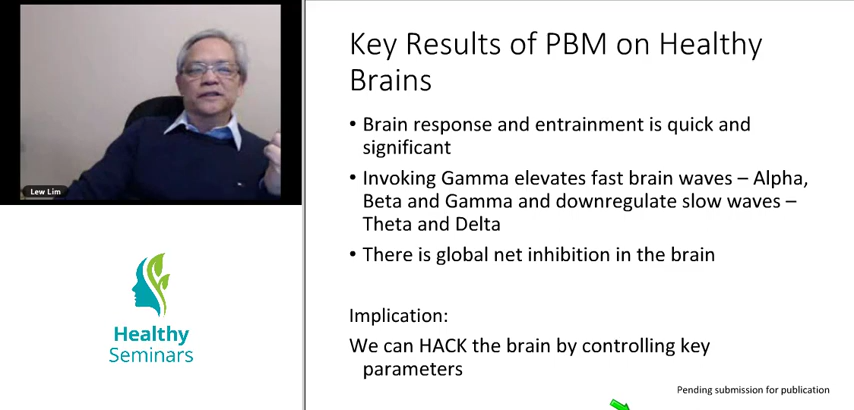 Lew Lim
Healthy
Seminars
Key Results of PBM on Healthy
Brains
• Brain response and entrainment is quick and
significant
• Invoking Gamma elevates fast brain waves – Alpha,
Beta and Gamma and downregulate slow waves –
Theta and Delta
• There is global net inhibition in the brain
Implication:
We can HACK the brain by controlling key
parameters
Pending submission for publication